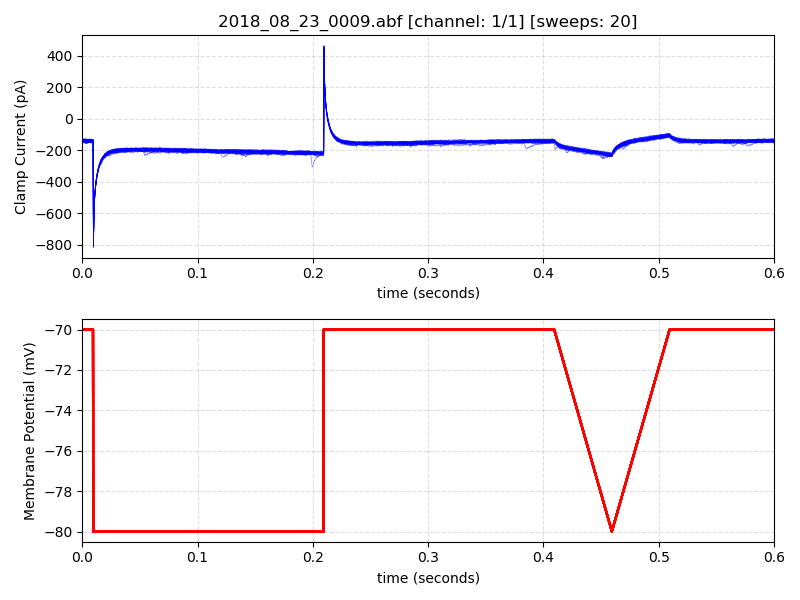 2018_08_23_0009.abf [channel: 1/1] [sweeps: 20]
400
200
0
−200
−400
−600
−800
Clamp Current (pA)
0.0 0.1 0.2 0.3 0.4 0.5 0.6
time (seconds)
−70
−72
−74
−76
−78
−80
Membrane Potential (mV)
0.0 0.1 0.2 0.3 0.4 0.5 0.6
time (seconds)